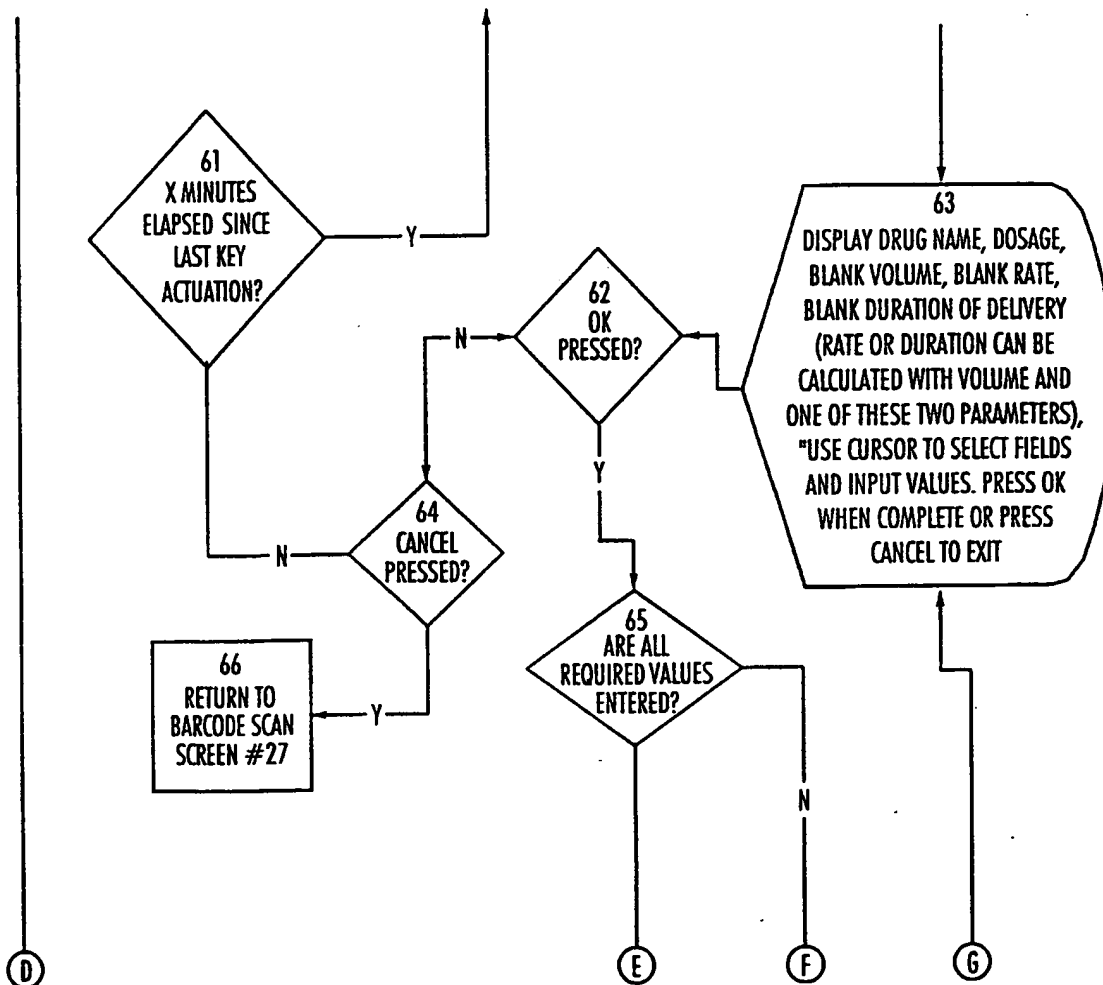 61
X MINUTES
ELAPSED SINCE
LAST KEY
ACTUATION?
Y
63
DISPLAY DRUG NAME, DOSAGE,
BLANK VOLUME, BLANK RATE,
BLANK DURATION OF DELIVERY
(RATE OR DURATION CAN BE
CALCULATED WITH VOLUME AND
ONE OF THESE TWO PARAMETERS),
"USE CURSOR TO SELECT FIELDS
AND INPUT VALUES. PRESS OK
WHEN COMPLETE OR PRESS
CANCEL TO EXIT
62
OK
PRESSED?
N
Y
64
CANCEL
PRESSED?
N
Y
65
ARE ALL
REQUIRED VALUES
ENTERED?
N
66
RETURN TO
BARCODE SCAN
SCREEN #27
D
E
F
G